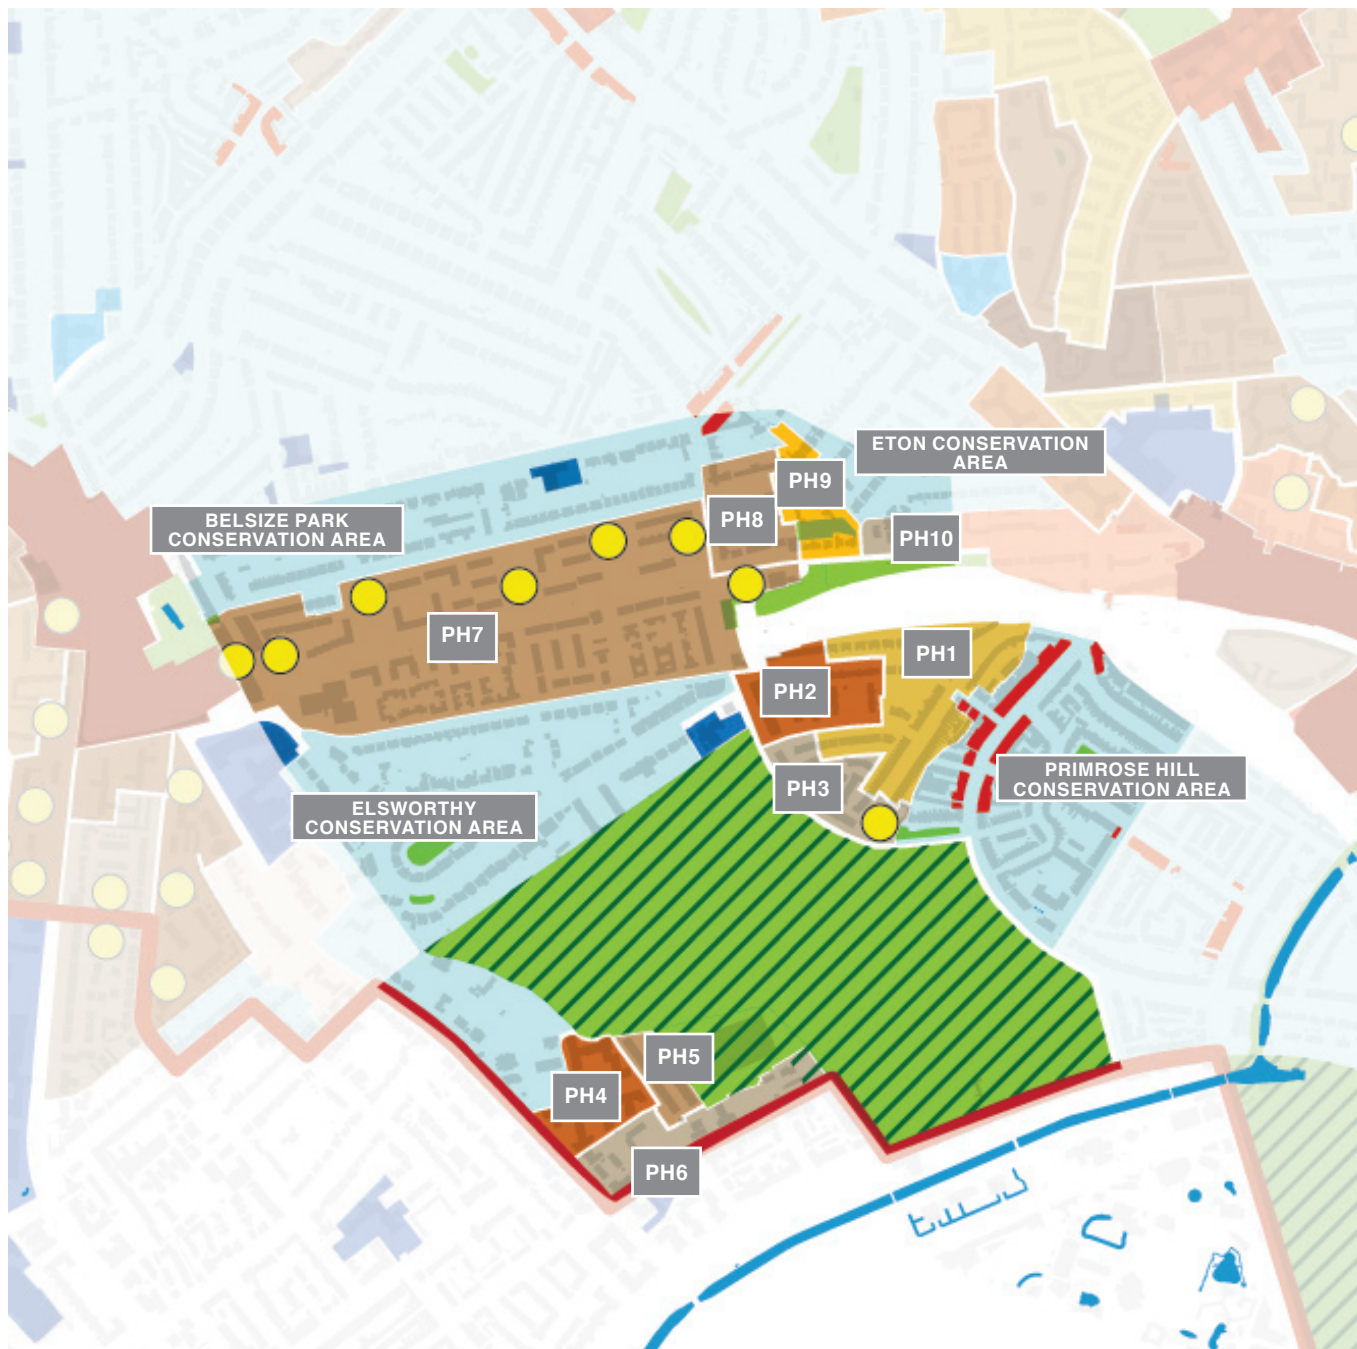 ETON CONSERVATION
AREA
PH9
BELSIZE PARK
CONSERVATION AREA
PH8
PH10
PH7
PH1
PH2
PRIMROSE HILL
CONSERVATION AREA
PH3
ELSWORTHY
CONSERVATION AREA
PH5
PH4
PH6